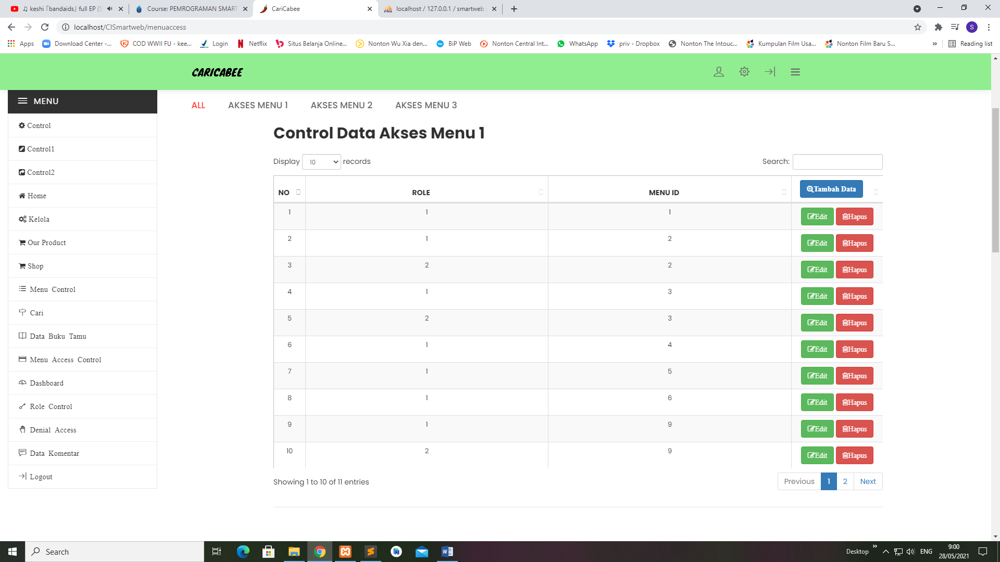 ♫ keshi 「bandaids」 full EP (5
Course: PEMROGRAMAN SMART
CariCabee
localhost / 127.0.0.1 / smartweb
localhost/CISmartweb/menuaccess
S
Apps
Download Center -...
COD WWII FU - kee...
Login
Netflix
Situs Belanja Online...
Nonton Wu Xia den...
BiP Web
Nonton Central Int...
WhatsApp
priv - Dropbox
Nonton The Intouc...
Kumpulan Film Usa...
Nonton Film Baru S...
»
Reading list
CARICABEE
MENU
Control
Control1
Control2
Home
Kelola
Our Product
Shop
Menu Control
Cari
Data Buku Tamu
Menu Access Control
Dashboard
Role Control
Denial Access
Data Komentar
Logout
ALL AKSES MENU 1 AKSES MENU 2 AKSES MENU 3
Control Data Akses Menu 1
Display 10 records Search:
NO ROLE MENU ID Tambah Data
1 1 1 Edit Hapus
2 1 2 Edit Hapus
3 2 2 Edit Hapus
4 1 3 Edit Hapus
5 2 3 Edit Hapus
6 1 4 Edit Hapus
7 1 5 Edit Hapus
8 1 6 Edit Hapus
9 1 9 Edit Hapus
10 2 9 Edit Hapus
Showing 1 to 10 of 11 entries Previous 1 2 Next
Search
Desktop
»
ENG
9:00
28/05/2021